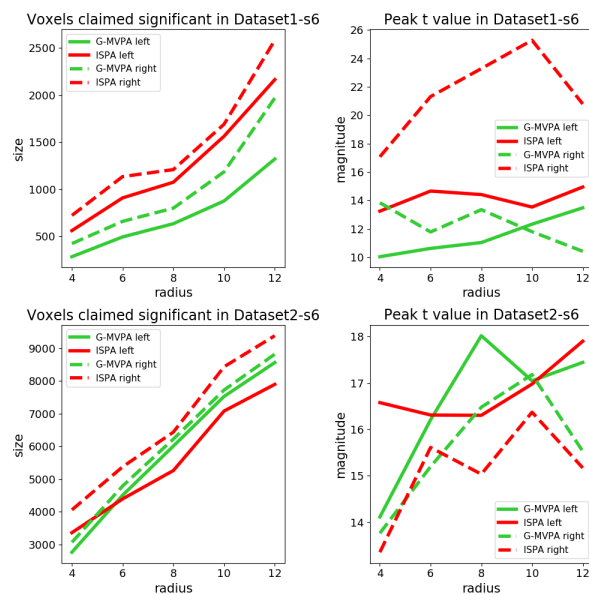 Voxels claimed significant in Dataset1-s6
G-MVPA left
ISPA left
G-MVPA right
ISPA right
2500
2000
1500
1000
500
size
4 6 8 10 12
radius
Peak t value in Dataset1-s6
26
24
22
20
18
16
14
12
10
magnitude
G-MVPA left
ISPA left
G-MVPA right
ISPA right
4 6 8 10 12
radius
Voxels claimed significant in Dataset2-s6
G-MVPA left
ISPA left
G-MVPA right
ISPA right
9000
8000
7000
6000
5000
4000
3000
size
4 6 8 10 12
radius
Peak t value in Dataset2-s6
18
17
16
15
14
magnitude
G-MVPA left
ISPA left
G-MVPA right
ISPA right
4 6 8 10 12
radius